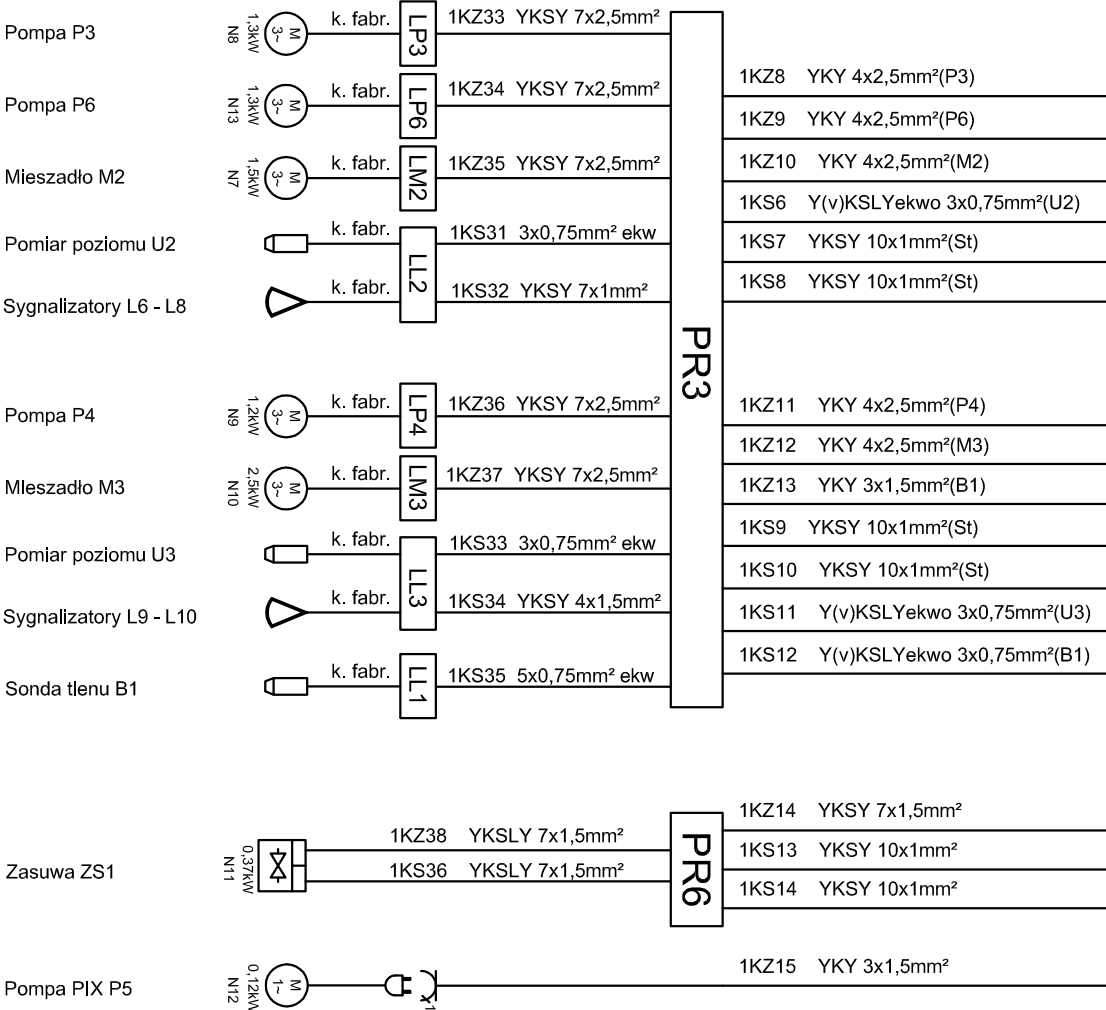 Pompa P3
1,3kW
N8
M
3~
k. fabr.
LP3
1KZ33 YKSY 7x2,5mm²
Pompa P6
1,3kW
N13
M
3~
k. fabr.
LP6
1KZ34 YKSY 7x2,5mm²
Mieszadło M2
1,5kW
N7
M
3~
k. fabr.
LM2
1KZ35 YKSY 7x2,5mm²
Pomiar poziomu U2
k. fabr.
LL2
1KS31 3x0,75mm² ekw
Sygnalizatory L6 - L8
k. fabr.
1KS32 YKSY 7x1mm²
Pompa P4
1,2kW
N9
M
3~
k. fabr.
LP4
1KZ36 YKSY 7x2,5mm²
MIeszadło M3
2,5kW
N10
M
3~
k. fabr.
LM3
1KZ37 YKSY 7x2,5mm²
Pomiar poziomu U3
k. fabr.
LL3
1KS33 3x0,75mm² ekw
Sygnalizatory L9 - L10
k. fabr.
1KS34 YKSY 4x1,5mm²
Sonda tlenu B1
k. fabr.
LL1
1KS35 5x0,75mm² ekw
PR3
1KZ8 YKY 4x2,5mm²(P3)
1KZ9 YKY 4x2,5mm²(P6)
1KZ10 YKY 4x2,5mm²(M2)
1KS6 Y(v)KSLYekwo 3x0,75mm²(U2)
1KS7 YKSY 10x1mm²(St)
1KS8 YKSY 10x1mm²(St)
1KZ11 YKY 4x2,5mm²(P4)
1KZ12 YKY 4x2,5mm²(M3)
1KZ13 YKY 3x1,5mm²(B1)
1KS9 YKSY 10x1mm²(St)
1KS10 YKSY 10x1mm²(St)
1KS11 Y(v)KSLYekwo 3x0,75mm²(U3)
1KS12 Y(v)KSLYekwo 3x0,75mm²(B1)
Zasuwa ZS1
0,37kW
N11
1KZ38 YKSLY 7x1,5mm²
1KS36 YKSLY 7x1,5mm²
PR6
1KZ14 YKSY 7x1,5mm²
1KS13 YKSY 10x1mm²
1KS14 YKSY 10x1mm²
Pompa PIX P5
0,12kW
N12
M
1~
x1
1KZ15 YKY 3x1,5mm²